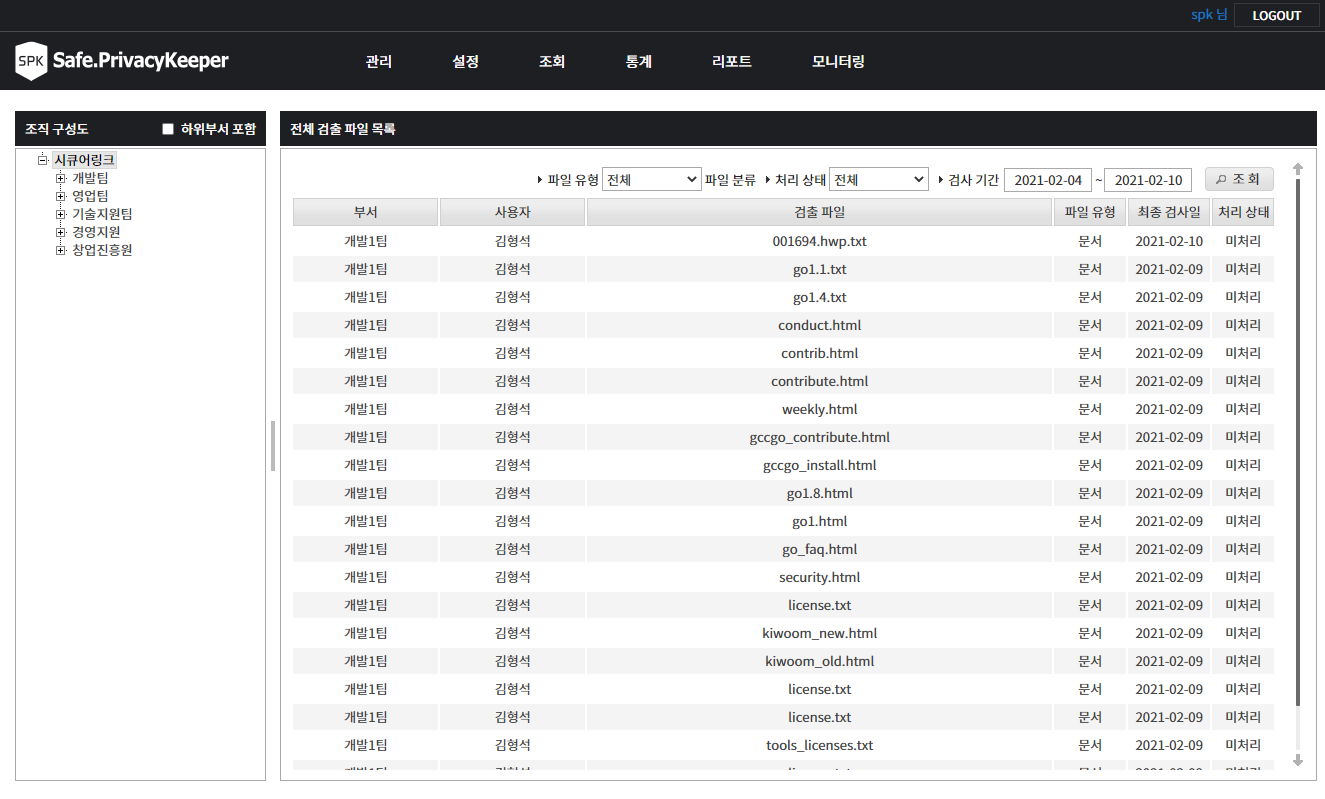 spk 님 LOGOUT
SPK Safe.PrivacyKeeper 관리 설정 조회 통계 리포트 모니터링
조직 구성도 하위부서 포함
시큐어링크
개발팀
영업팀
기술지원팀
경영지원
창업진흥원
전체 검출 파일 목록
파일 유형 전체 파일 분류 처리 상태 전체 검사 기간 2021-02-04 ~ 2021-02-10 조 회
부서 사용자 검출 파일 파일 유형 최종 검사일 처리 상태
개발1팀 김형석 001694.hwp.txt 문서 2021-02-10 미처리
개발1팀 김형석 go1.1.txt 문서 2021-02-09 미처리
개발1팀 김형석 go1.4.txt 문서 2021-02-09 미처리
개발1팀 김형석 conduct.html 문서 2021-02-09 미처리
개발1팀 김형석 contrib.html 문서 2021-02-09 미처리
개발1팀 김형석 contribute.html 문서 2021-02-09 미처리
개발1팀 김형석 weekly.html 문서 2021-02-09 미처리
개발1팀 김형석 gccgo_contribute.html 문서 2021-02-09 미처리
개발1팀 김형석 gccgo_install.html 문서 2021-02-09 미처리
개발1팀 김형석 go1.8.html 문서 2021-02-09 미처리
개발1팀 김형석 go1.html 문서 2021-02-09 미처리
개발1팀 김형석 go_faq.html 문서 2021-02-09 미처리
개발1팀 김형석 security.html 문서 2021-02-09 미처리
개발1팀 김형석 license.txt 문서 2021-02-09 미처리
개발1팀 김형석 kiwoom_new.html 문서 2021-02-09 미처리
개발1팀 김형석 kiwoom_old.html 문서 2021-02-09 미처리
개발1팀 김형석 license.txt 문서 2021-02-09 미처리
개발1팀 김형석 license.txt 문서 2021-02-09 미처리
개발1팀 김형석 tools_licenses.txt 문서 2021-02-09 미처리